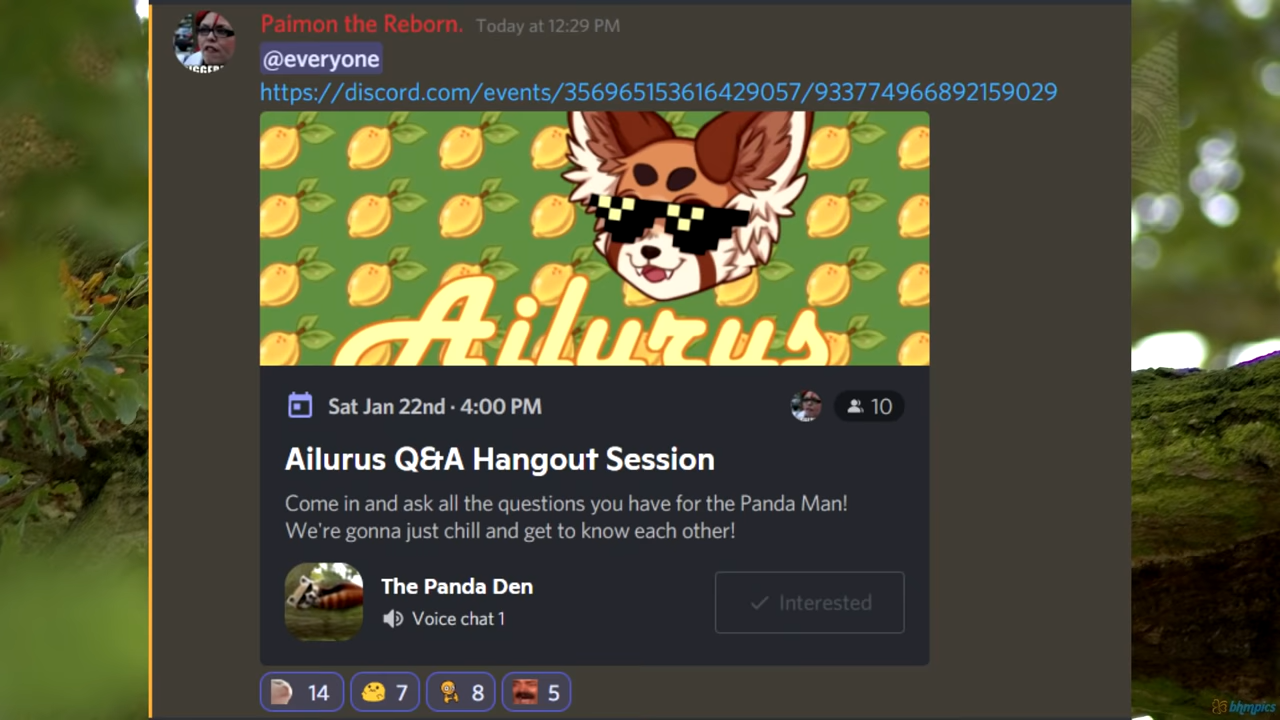 Paimon the Reborn. Today at 12:29 PM
@everyone
https://discord.com/events/356965153616429057/933774966892159029
Ailurus
Sat Jan 22nd · 4:00 PM
10
Ailurus Q&A Hangout Session
Come in and ask all the questions you have for the Panda Man!
We're gonna just chill and get to know each other!
The Panda Den
Voice chat 1
Interested
14 7 8 5
bhmpics